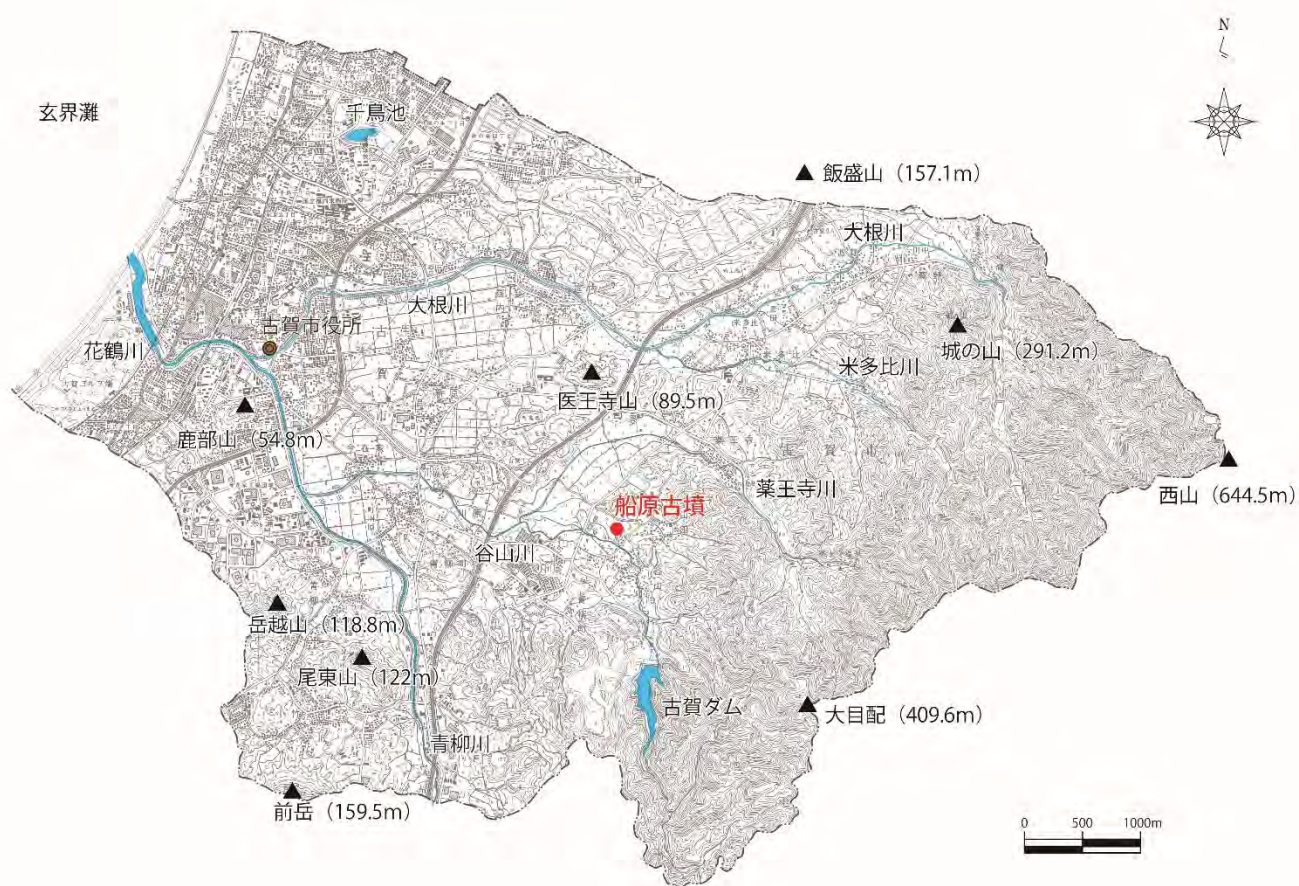 N
玄界灘
千鳥池
飯盛山（157.1m）
大根川
大根川
古賀市役所
花鶴川
城の山（291.2m）
米多比川
医王寺山（89.5m）
鹿部山（54.8m）
西山（644.5m）
薬王寺川
船原古墳
谷山川
岳越山（118.8m）
尾東山（122m）
古賀ダム
大目配（409.6m）
青柳川
前岳（159.5m）
0 500 1000m